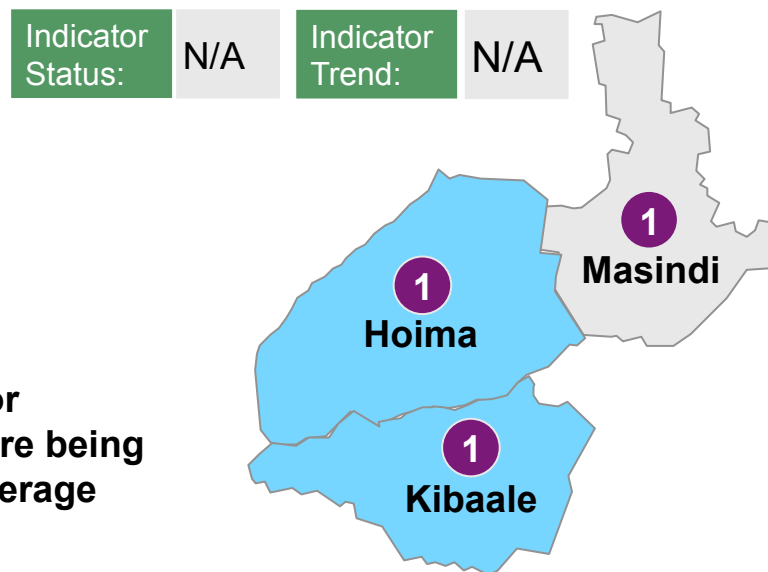 Indicator
Status:
N/A
Indicator
Trend:
N/A
1
Masindi
1
Hoima
or
re being
erage
1
Kibaale